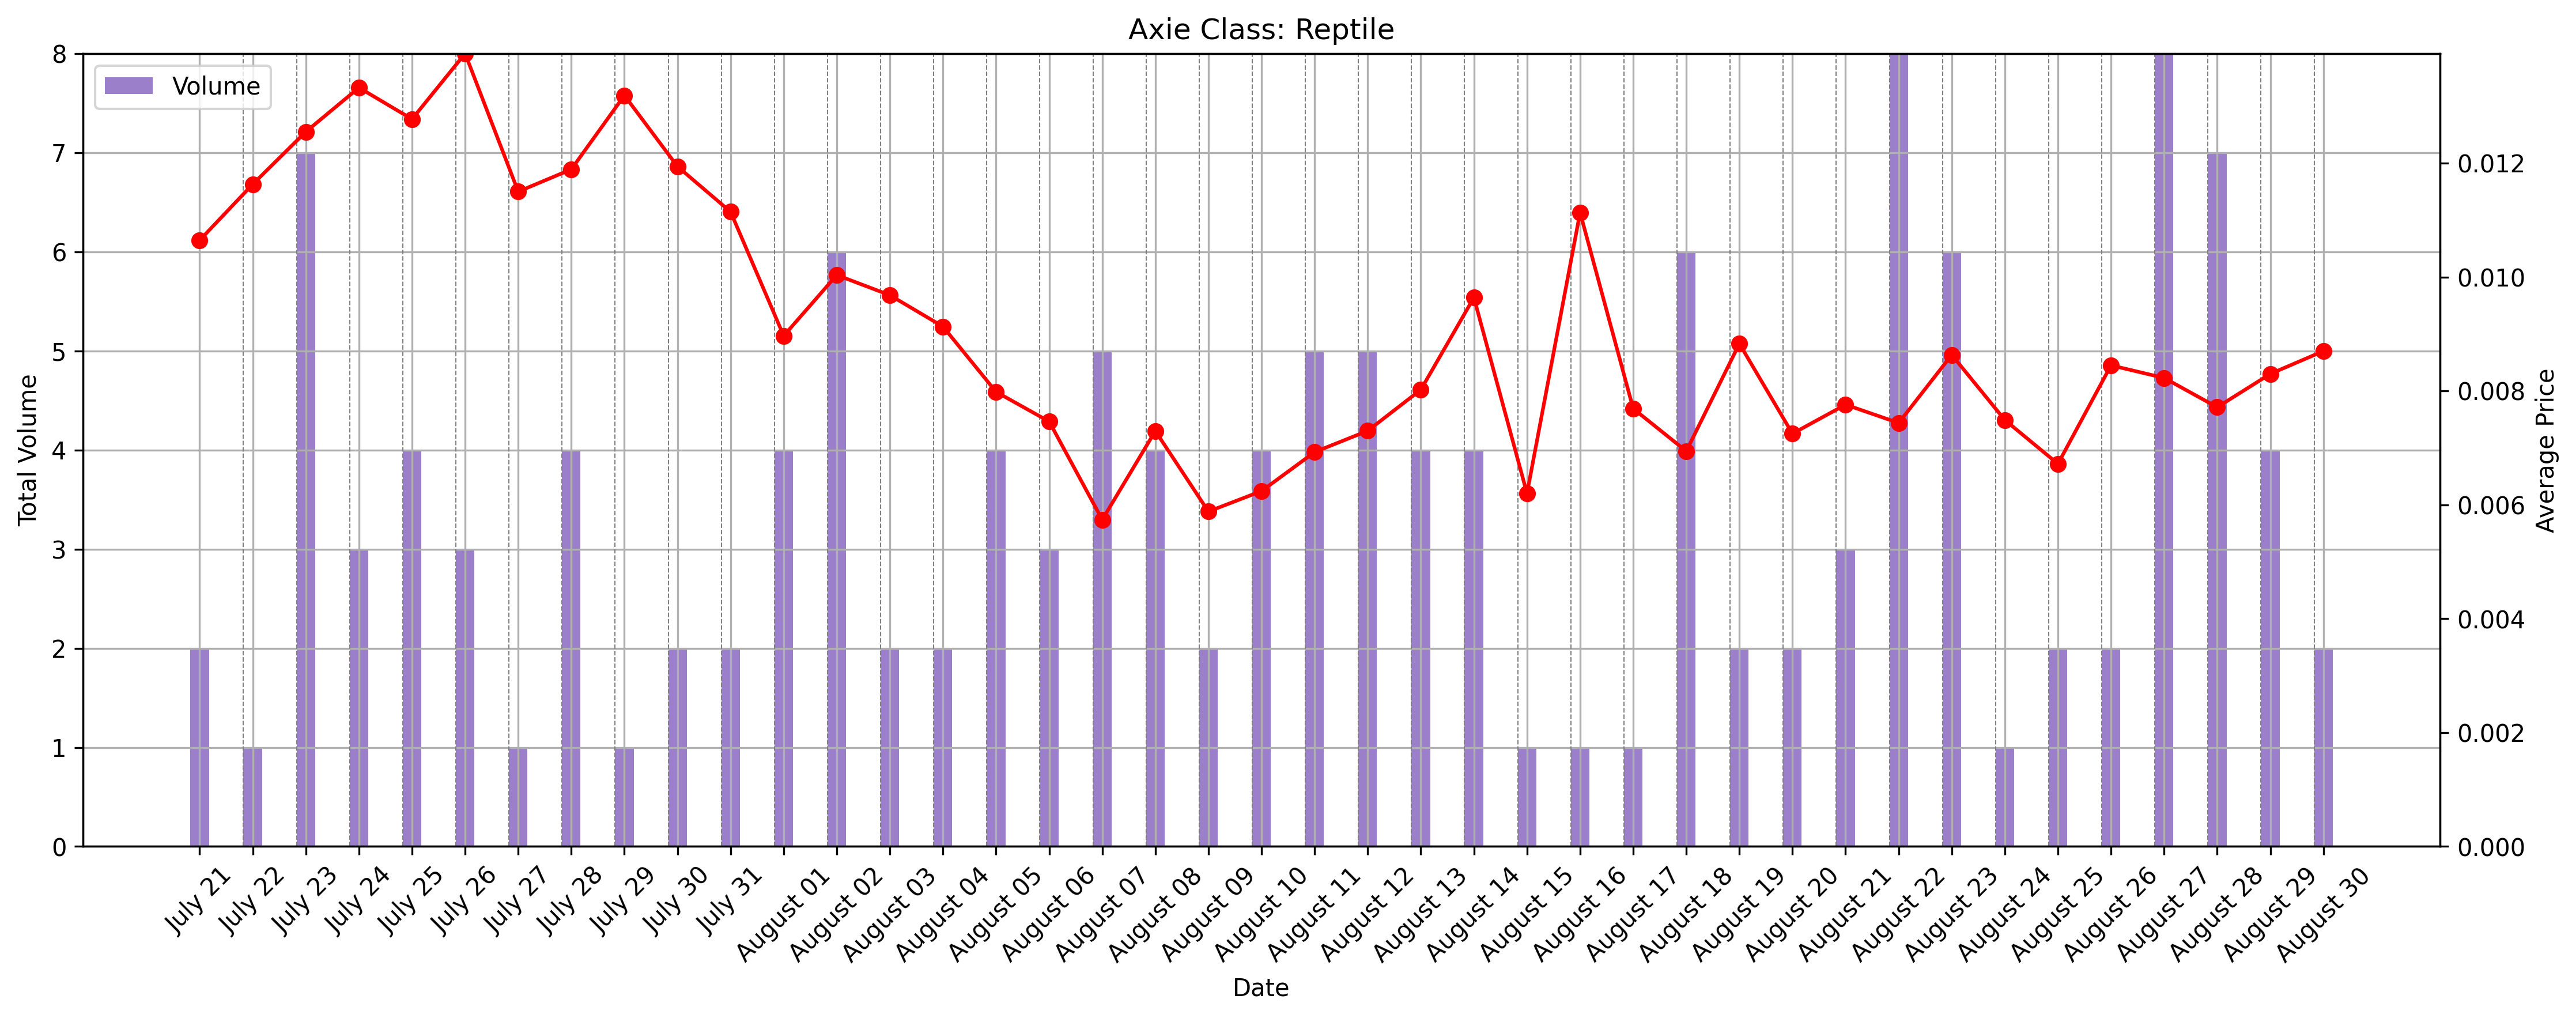 Axie Class: Reptile
Volume
Total Volume
8
7
6
5
4
3
2
1
0
Average Price
0.012
0.010
0.008
0.006
0.004
0.002
0.000
July 21
July 22
July 23
July 24
July 25
July 26
July 27
July 28
July 29
July 30
July 31
August 01
August 02
August 03
August 04
August 05
August 06
August 07
August 08
August 09
August 10
August 11
August 12
August 13
August 14
August 15
August 16
August 17
August 18
August 19
August 20
August 21
August 22
August 23
August 24
August 25
August 26
August 27
August 28
August 29
August 30
Date